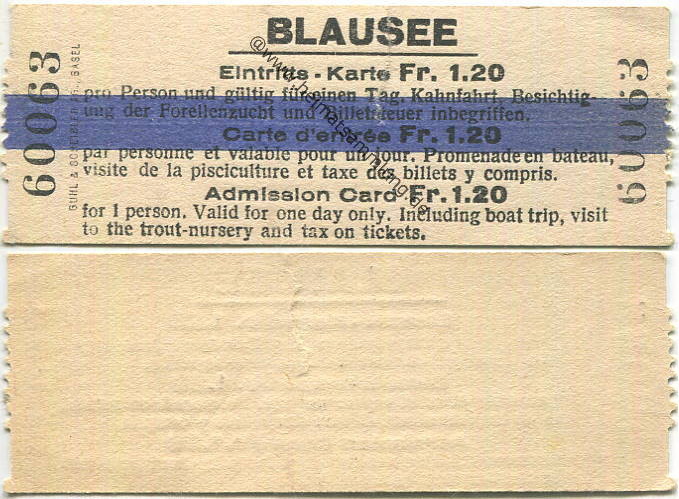 BLAUSEE
Eintritts-Karte Fr. 1.20
pro Person und gültig für einen Tag. Kahnfahrt, Besichtig-
ung der Forellenzucht und Billetsteuer inbegriffen.
Carte d'entrée Fr. 1.20
par personne et valable pour un jour. Promenade en bateau,
visite de la pisciculture et taxe des billets y compris.
Admission Card Fr. 1.20
for 1 person. Valid for one day only. Including boat trip, visit
to the trout-nursery and tax on tickets.
60063
60063
BASEL